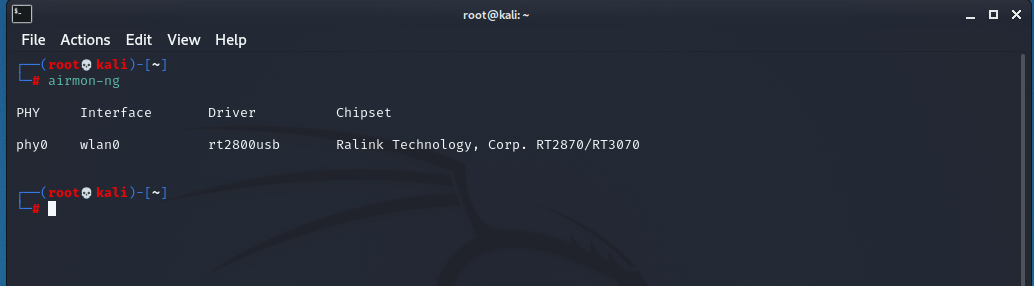 root@kali: ~
File Actions Edit View Help
┌──(root💀kali)-[~]
└─# airmon-ng
PHY Interface Driver Chipset
phy0 wlan0 rt2800usb Ralink Technology, Corp. RT2870/RT3070
┌──(root💀kali)-[~]
└─#